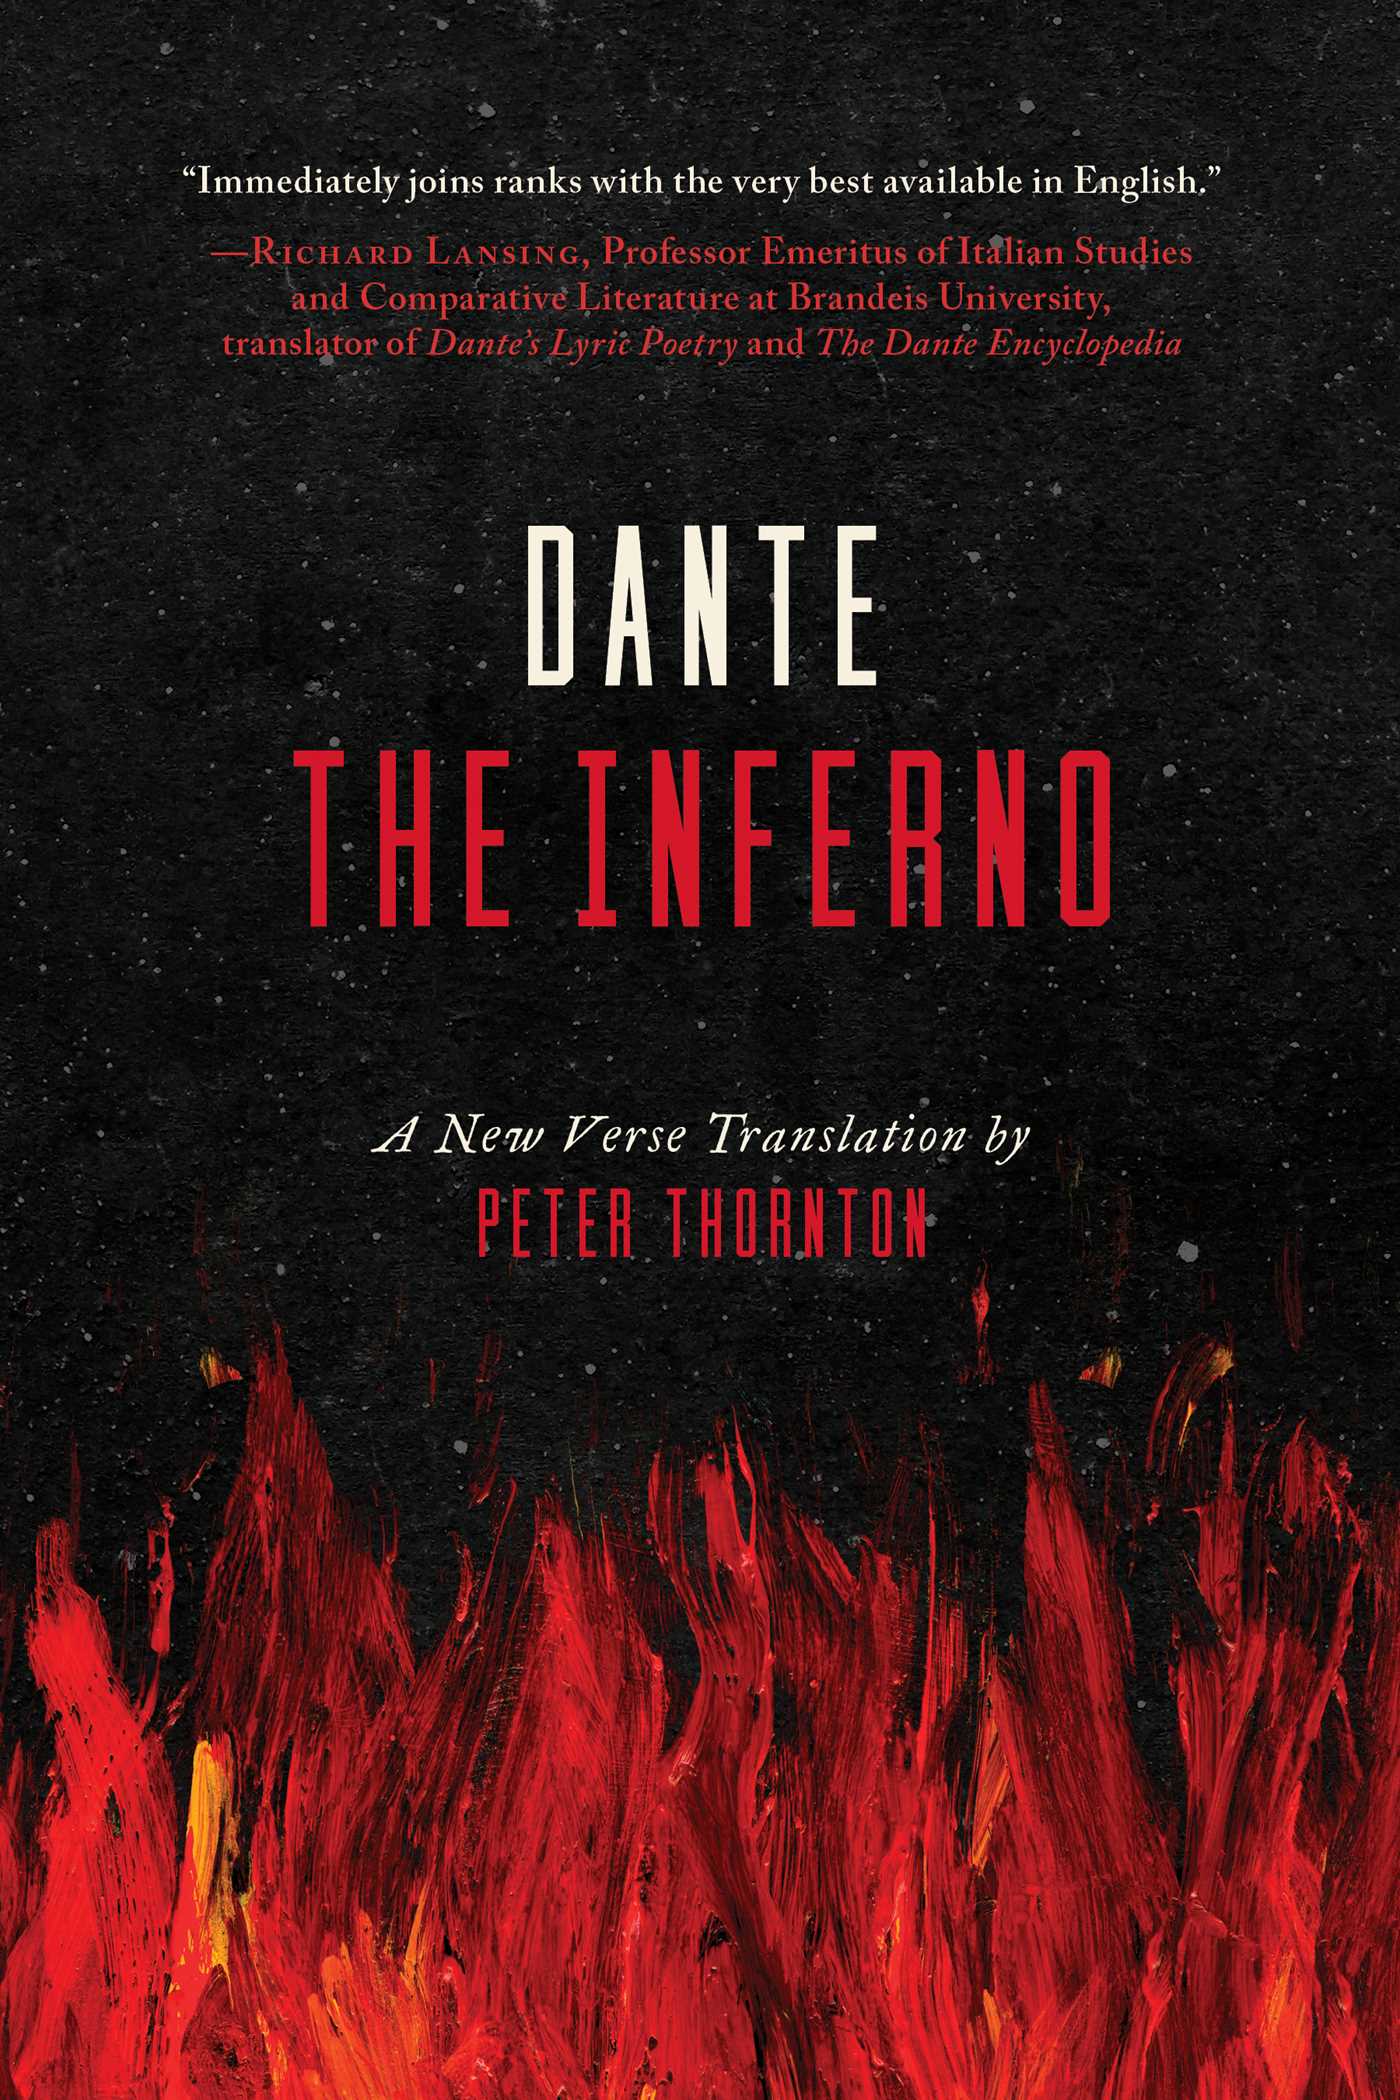 “Immediately joins ranks with the very best available in English.”
—Richard Lansing, Professor Emeritus of Italian Studies
and Comparative Literature at Brandeis University,
translator of Dante’s Lyric Poetry and The Dante Encyclopedia
DANTE
THE INFERNO
A New Verse Translation by
PETER THORNTON